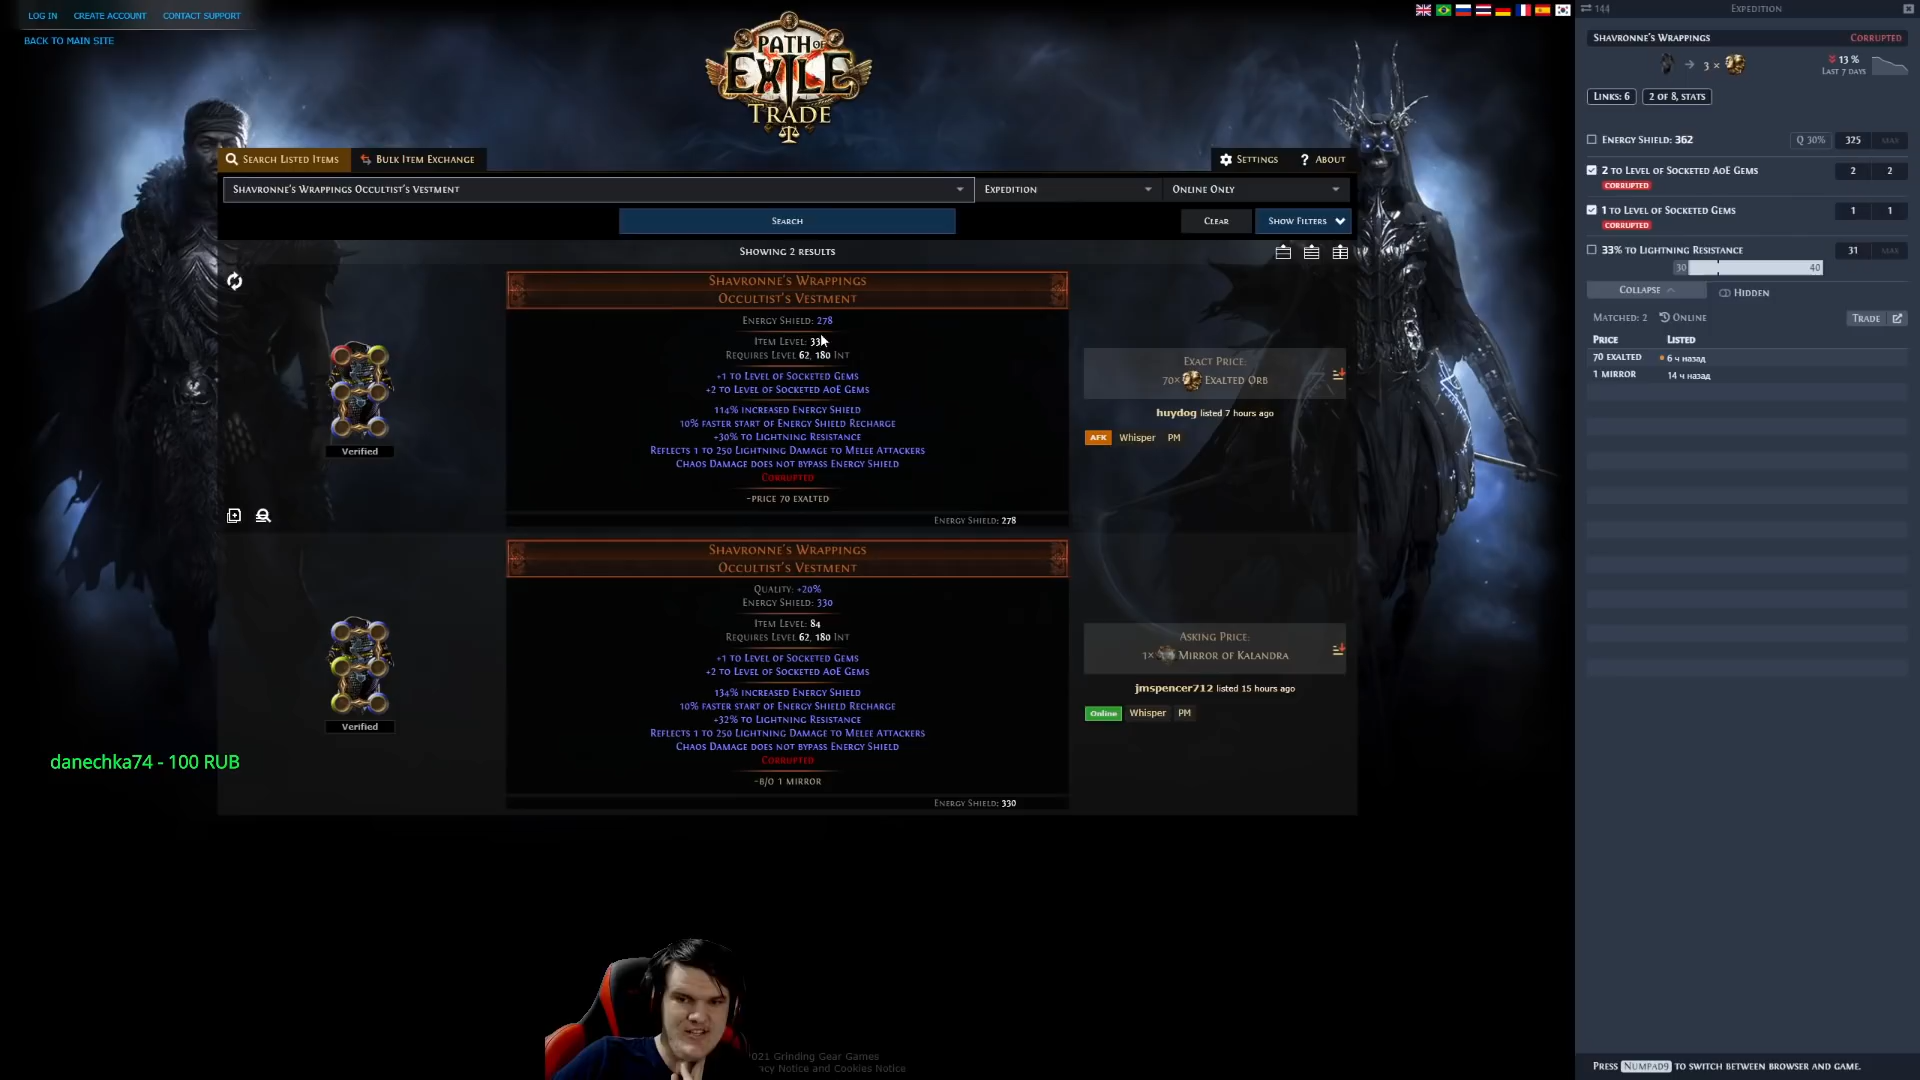 LOG IN
CREATE ACCOUNT
CONTACT SUPPORT
BACK TO MAIN SITE
PATH OF
EXILE
TRADE
SEARCH LISTED ITEMS
BULK ITEM EXCHANGE
SETTINGS
? ABOUT
SHAVRONNE'S WRAPPINGS OCCULTIST'S VESTMENT
EXPEDITION
ONLINE ONLY
SEARCH
CLEAR
SHOW FILTERS
SHOWING 2 RESULTS
SHAVRONNE'S WRAPPINGS
OCCULTIST'S VESTMENT
ENERGY SHIELD: 278
ITEM LEVEL:
REQUIRES LEVEL 62, 180 INT
+1 TO LEVEL OF SOCKETED GEMS
+2 TO LEVEL OF SOCKETED AOE GEMS
114% INCREASED ENERGY SHIELD
10% FASTER START OF ENERGY SHIELD RECHARGE
+30% TO LIGHTNING RESISTANCE
REFLECTS 1 TO 250 LIGHTNING DAMAGE TO MELEE ATTACKERS
CHAOS DAMAGE DOES NOT BYPASS ENERGY SHIELD
CORRUPTED
~PRICE 70 EXALTED
ENERGY SHIELD: 278
Verified
EXACT PRICE:
70× EXALTED ORB
huydog listed 7 hours ago
AFK Whisper PM
SHAVRONNE'S WRAPPINGS
OCCULTIST'S VESTMENT
QUALITY: +20%
ENERGY SHIELD: 330
ITEM LEVEL: 84
REQUIRES LEVEL 62, 180 INT
+1 TO LEVEL OF SOCKETED GEMS
+2 TO LEVEL OF SOCKETED AOE GEMS
134% INCREASED ENERGY SHIELD
10% FASTER START OF ENERGY SHIELD RECHARGE
+32% TO LIGHTNING RESISTANCE
REFLECTS 1 TO 250 LIGHTNING DAMAGE TO MELEE ATTACKERS
CHAOS DAMAGE DOES NOT BYPASS ENERGY SHIELD
CORRUPTED
~B/O 1 MIRROR
ENERGY SHIELD: 330
Verified
ASKING PRICE:
1× MIRROR OF KALANDRA
jmspencer712 listed 15 hours ago
Online Whisper PM
danechka74 - 100 RUB
021 Grinding Gear Games
acy Notice and Cookies Notice
144
EXPEDITION
SHAVRONNE'S WRAPPINGS
CORRUPTED
3 ×
13 %
LAST 7 DAYS
LINKS: 6
2 OF 8, STATS
ENERGY SHIELD: 362
Q 30%
325
MAX
2 TO LEVEL OF SOCKETED AOE GEMS
2
2
CORRUPTED
1 TO LEVEL OF SOCKETED GEMS
1
1
CORRUPTED
33% TO LIGHTNING RESISTANCE
31
MAX
30
40
COLLAPSE
HIDDEN
MATCHED: 2
ONLINE
TRADE
PRICE
LISTED
70 EXALTED
6 ч назад
1 MIRROR
14 ч назад
PRESS NUMPAD9 TO SWITCH BETWEEN BROWSER AND GAME.